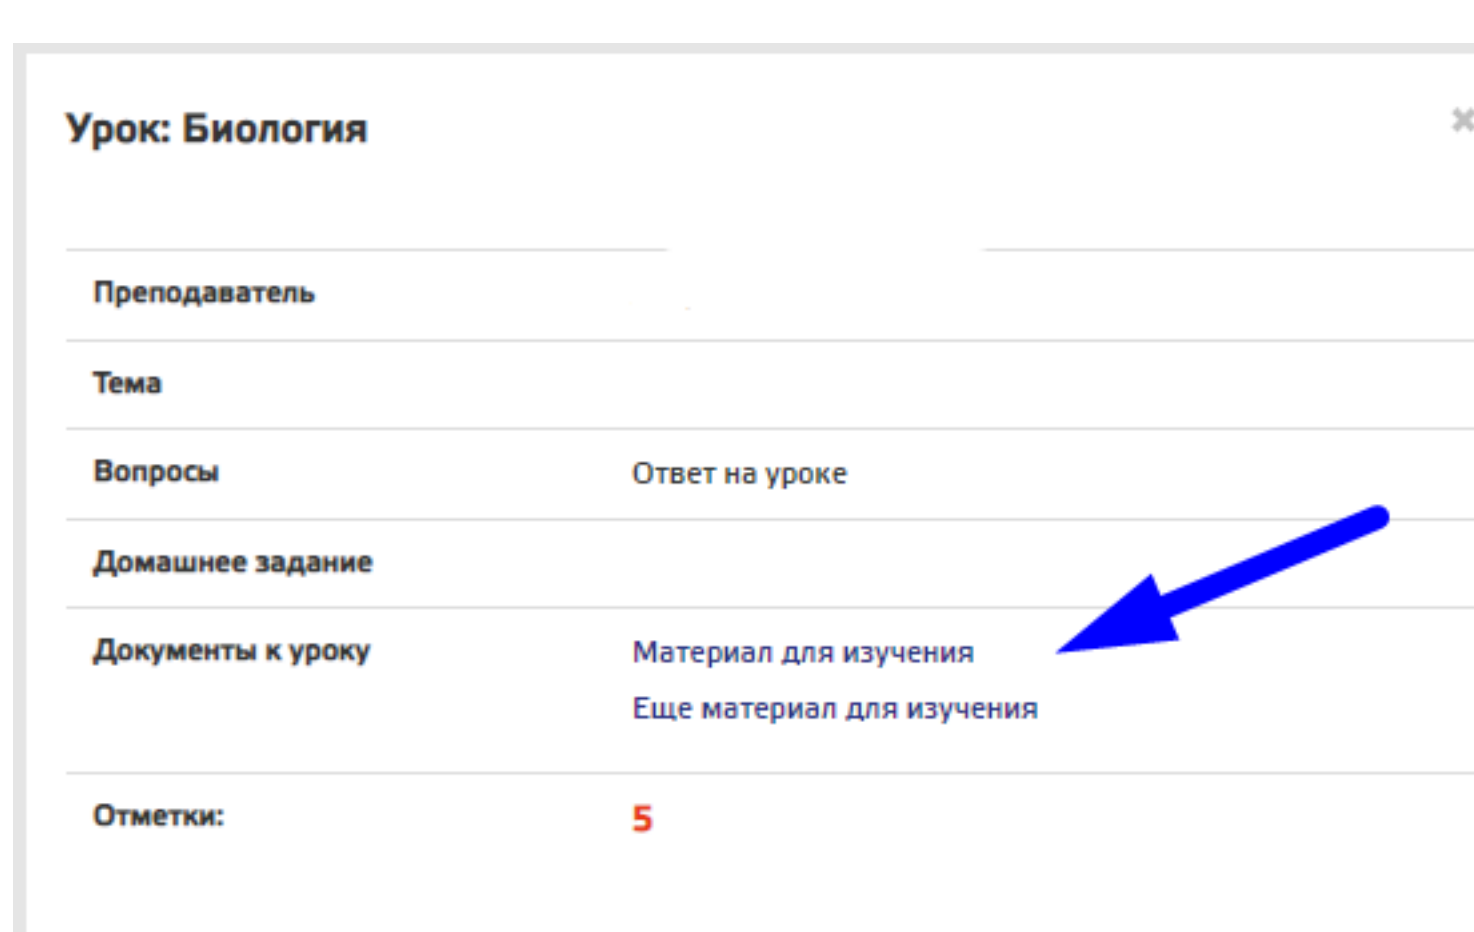 Урок: Биология
Преподаватель
Тема
Вопросы Ответ на уроке
Домашнее задание
Документы к уроку Материал для изучения
Еще материал для изучения
Отметки: 5